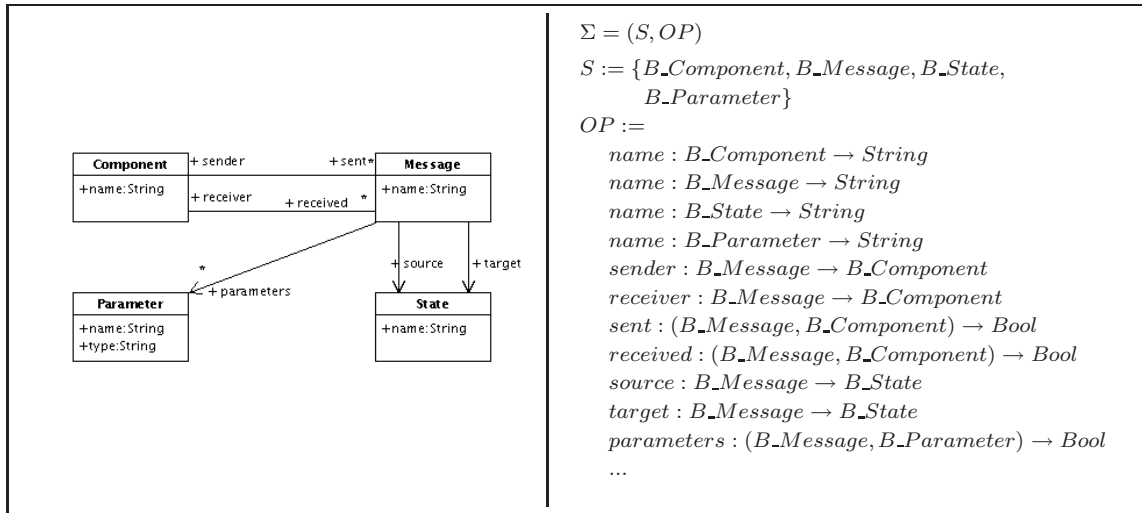 Component
+name:String
+ sender
+ sent*
Message
+name:String
+ receiver
+ received
*
*
+ parameters
+ source
+ target
Parameter
+name:String
+type:String
State
+name:String
Σ = (S, OP)
S := {B_Component, B_Message, B_State,
B_Parameter}
OP :=
name : B_Component → String
name : B_Message → String
name : B_State → String
name : B_Parameter → String
sender : B_Message → B_Component
receiver : B_Message → B_Component
sent : (B_Message, B_Component) → Bool
received : (B_Message, B_Component) → Bool
source : B_Message → B_State
target : B_Message → B_State
parameters : (B_Message, B_Parameter) → Bool
...